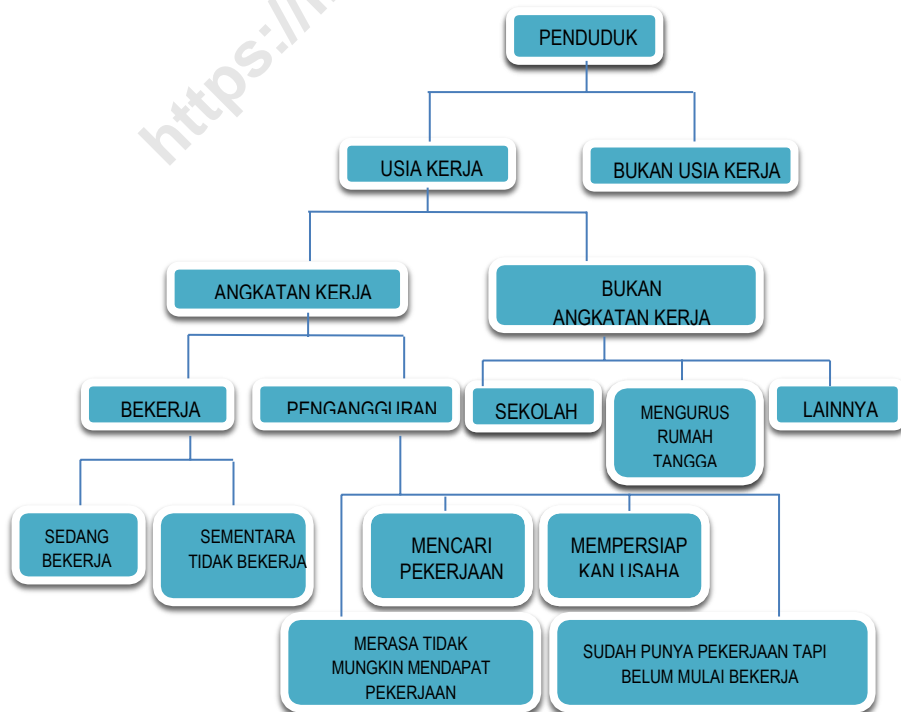 https://
PENDUDUK
USIA KERJA
BUKAN USIA KERJA
ANGKATAN KERJA
BUKAN
ANGKATAN KERJA
BEKERJA
PENGANGGURAN
SEKOLAH
MENGURUS
RUMAH
TANGGA
LAINNYA
SEDANG
BEKERJA
SEMENTARA
TIDAK BEKERJA
MENCARI
PEKERJAAN
MEMPERSIAP
KAN USAHA
MERASA TIDAK
MUNGKIN MENDAPAT
PEKERJAAN
SUDAH PUNYA PEKERJAAN TAPI
BELUM MULAI BEKERJA